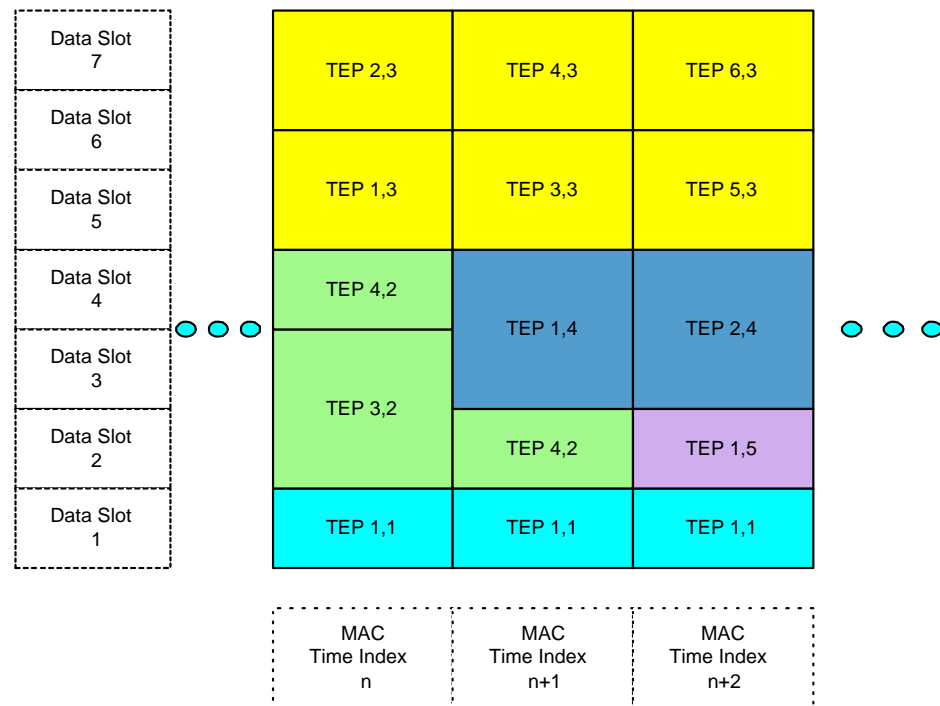 Data Slot
7
Data Slot
6
Data Slot
5
Data Slot
4
Data Slot
3
Data Slot
2
Data Slot
1
TEP 2,3
TEP 4,3
TEP 6,3
TEP 1,3
TEP 3,3
TEP 5,3
TEP 4,2
TEP 1,4
TEP 2,4
TEP 3,2
TEP 4,2
TEP 1,5
TEP 1,1
TEP 1,1
TEP 1,1
MAC
Time Index
n
MAC
Time Index
n+1
MAC
Time Index
n+2